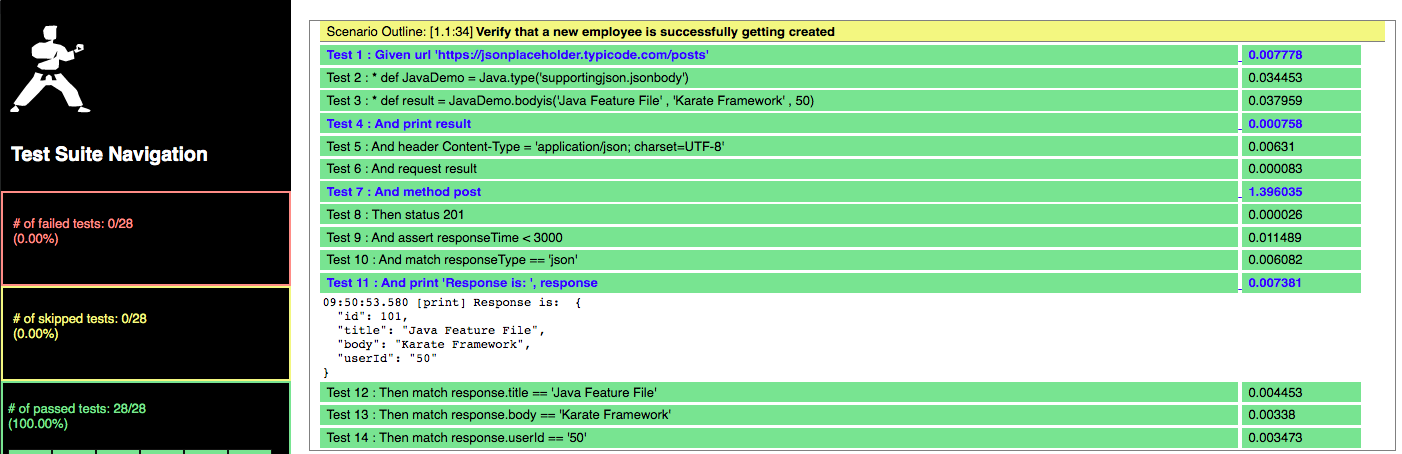 Test Suite Navigation
# of failed tests: 0/28
(0.00%)
# of skipped tests: 0/28
(0.00%)
# of passed tests: 28/28
(100.00%)
Scenario Outline: [1.1:34] Verify that a new employee is successfully getting created
Test 1 : Given url 'https://jsonplaceholder.typicode.com/posts' 0.007778
Test 2 : * def JavaDemo = Java.type('supportingjson.jsonbody') 0.034453
Test 3 : * def result = JavaDemo.bodyis('Java Feature File' , 'Karate Framework' , 50) 0.037959
Test 4 : And print result 0.000758
Test 5 : And header Content-Type = 'application/json; charset=UTF-8' 0.00631
Test 6 : And request result 0.000083
Test 7 : And method post 1.396035
Test 8 : Then status 201 0.000026
Test 9 : And assert responseTime < 3000 0.011489
Test 10 : And match responseType == 'json' 0.006082
Test 11 : And print 'Response is: ', response 0.007381
09:50:53.580 [print] Response is:  {
  "id": 101,
  "title": "Java Feature File",
  "body": "Karate Framework",
  "userId": "50"
}
Test 12 : Then match response.title == 'Java Feature File' 0.004453
Test 13 : Then match response.body == 'Karate Framework' 0.00338
Test 14 : Then match response.userId == '50' 0.003473